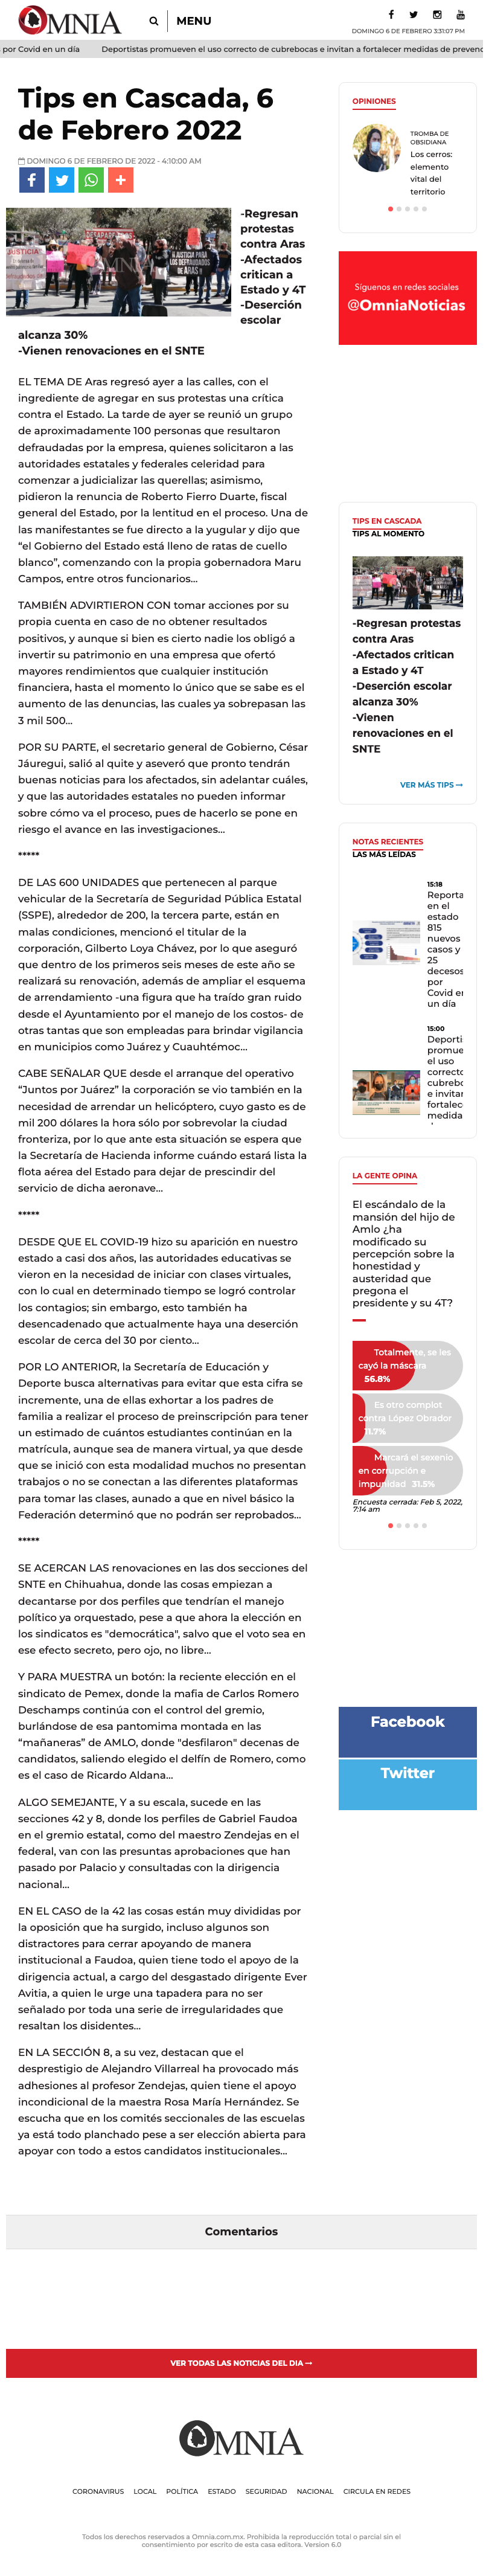 OMNIA
MENU
DOMINGO 6 DE FEBRERO 3:31:07 PM
por Covid en un día
Deportistas promueven el uso correcto de cubrebocas e invitan a fortalecer medidas de prevenc
Tips en Cascada, 6
de Febrero 2022
DOMINGO 6 DE FEBRERO DE 2022 - 4:10:00 AM
-Regresan
protestas
contra Aras
-Afectados
critican a
Estado y 4T
-Deserción
escolar
alcanza 30%
-Vienen renovaciones en el SNTE
EL TEMA DE Aras regresó ayer a las calles, con el
ingrediente de agregar en sus protestas una crítica
contra el Estado. La tarde de ayer se reunió un grupo
de aproximadamente 100 personas que resultaron
defraudadas por la empresa, quienes solicitaron a las
autoridades estatales y federales celeridad para
comenzar a judicializar las querellas; asimismo,
pidieron la renuncia de Roberto Fierro Duarte, fiscal
general del Estado, por la lentitud en el proceso. Una de
las manifestantes se fue directo a la yugular y dijo que
“el Gobierno del Estado está lleno de ratas de cuello
blanco”, comenzando con la propia gobernadora Maru
Campos, entre otros funcionarios...
TAMBIÉN ADVIRTIERON CON tomar acciones por su
propia cuenta en caso de no obtener resultados
positivos, y aunque si bien es cierto nadie los obligó a
invertir su patrimonio en una empresa que ofertó
mayores rendimientos que cualquier institución
financiera, hasta el momento lo único que se sabe es el
aumento de las denuncias, las cuales ya sobrepasan las
3 mil 500...
POR SU PARTE, el secretario general de Gobierno, César
Jáuregui, salió al quite y aseveró que pronto tendrán
buenas noticias para los afectados, sin adelantar cuáles,
y que las autoridades estatales no pueden informar
sobre cómo va el proceso, pues de hacerlo se pone en
riesgo el avance en las investigaciones...
*****
DE LAS 600 UNIDADES que pertenecen al parque
vehicular de la Secretaría de Seguridad Pública Estatal
(SSPE), alrededor de 200, la tercera parte, están en
malas condiciones, mencionó el titular de la
corporación, Gilberto Loya Chávez, por lo que aseguró
que dentro de los primeros seis meses de este año se
realizará su renovación, además de ampliar el esquema
de arrendamiento -una figura que ha traído gran ruido
desde el Ayuntamiento por el manejo de los costos- de
otras tantas que son empleadas para brindar vigilancia
en municipios como Juárez y Cuauhtémoc...
CABE SEÑALAR QUE desde el arranque del operativo
“Juntos por Juárez” la corporación se vio también en la
necesidad de arrendar un helicóptero, cuyo gasto es de
mil 200 dólares la hora sólo por sobrevolar la ciudad
fronteriza, por lo que ante esta situación se espera que
la Secretaría de Hacienda informe cuándo estará lista la
flota aérea del Estado para dejar de prescindir del
servicio de dicha aeronave...
*****
DESDE QUE EL COVID-19 hizo su aparición en nuestro
estado a casi dos años, las autoridades educativas se
vieron en la necesidad de iniciar con clases virtuales,
con lo cual en determinado tiempo se logró controlar
los contagios; sin embargo, esto también ha
desencadenado que actualmente haya una deserción
escolar de cerca del 30 por ciento...
POR LO ANTERIOR, la Secretaría de Educación y
Deporte busca alternativas para evitar que esta cifra se
incremente, una de ellas exhortar a los padres de
familia a realizar el proceso de preinscripción para tener
un estimado de cuántos estudiantes continúan en la
matrícula, aunque sea de manera virtual, ya que desde
que se inició con esta modalidad muchos no presentan
trabajos o no se conectan a las diferentes plataformas
para tomar las clases, aunado a que en nivel básico la
Federación determinó que no podrán ser reprobados...
*****
SE ACERCAN LAS renovaciones en las dos secciones del
SNTE en Chihuahua, donde las cosas empiezan a
decantarse por dos perfiles que tendrían el manejo
político ya orquestado, pese a que ahora la elección en
los sindicatos es "democrática", salvo que el voto sea en
ese efecto secreto, pero ojo, no libre...
Y PARA MUESTRA un botón: la reciente elección en el
sindicato de Pemex, donde la mafia de Carlos Romero
Deschamps continúa con el control del gremio,
burlándose de esa pantomima montada en las
“mañaneras” de AMLO, donde "desfilaron" decenas de
candidatos, saliendo elegido el delfín de Romero, como
es el caso de Ricardo Aldana...
ALGO SEMEJANTE, Y a su escala, sucede en las
secciones 42 y 8, donde los perfiles de Gabriel Faudoa
en el gremio estatal, como del maestro Zendejas en el
federal, van con las presuntas aprobaciones que han
pasado por Palacio y consultadas con la dirigencia
nacional...
EN EL CASO de la 42 las cosas están muy divididas por
la oposición que ha surgido, incluso algunos son
distractores para cerrar apoyando de manera
institucional a Faudoa, quien tiene todo el apoyo de la
dirigencia actual, a cargo del desgastado dirigente Ever
Avitia, a quien le urge una tapadera para no ser
señalado por toda una serie de irregularidades que
resaltan los disidentes...
EN LA SECCIÓN 8, a su vez, destacan que el
desprestigio de Alejandro Villarreal ha provocado más
adhesiones al profesor Zendejas, quien tiene el apoyo
incondicional de la maestra Rosa María Hernández. Se
escucha que en los comités seccionales de las escuelas
ya está todo planchado pese a ser elección abierta para
apoyar con todo a estos candidatos institucionales...
OPINIONES
TROMBA DE
OBSIDIANA
Los cerros:
elemento
vital del
territorio
Síguenos en redes sociales
@OmniaNoticias
TIPS EN CASCADA
TIPS AL MOMENTO
-Regresan protestas
contra Aras
-Afectados critican
a Estado y 4T
-Deserción escolar
alcanza 30%
-Vienen
renovaciones en el
SNTE
VER MÁS TIPS
NOTAS RECIENTES
LAS MÁS LEÍDAS
15:18
Reporta
en el
estado
815
nuevos
casos y
25
decesos
por
Covid en
un día
15:00
Deporti
promue
el uso
correcto
cubrebo
e invitan
fortalec
medida
LA GENTE OPINA
El escándalo de la
mansión del hijo de
Amlo ¿ha
modificado su
percepción sobre la
honestidad y
austeridad que
pregona el
presidente y su 4T?
Totalmente, se les
cayó la máscara
56.8%
Es otro complot
contra López Obrador
11.7%
Marcará el sexenio
en corrupción e
impunidad 31.5%
Encuesta cerrada: Feb 5, 2022,
7:14 am
Facebook
Twitter
Comentarios
VER TODAS LAS NOTICIAS DEL DIA
OMNIA
CORONAVIRUS LOCAL POLÍTICA ESTADO SEGURIDAD NACIONAL CIRCULA EN REDES
Todos los derechos reservados a Omnia.com.mx. Prohibida la reproducción total o parcial sin el
consentimiento por escrito de esta casa editora. Version 6.0